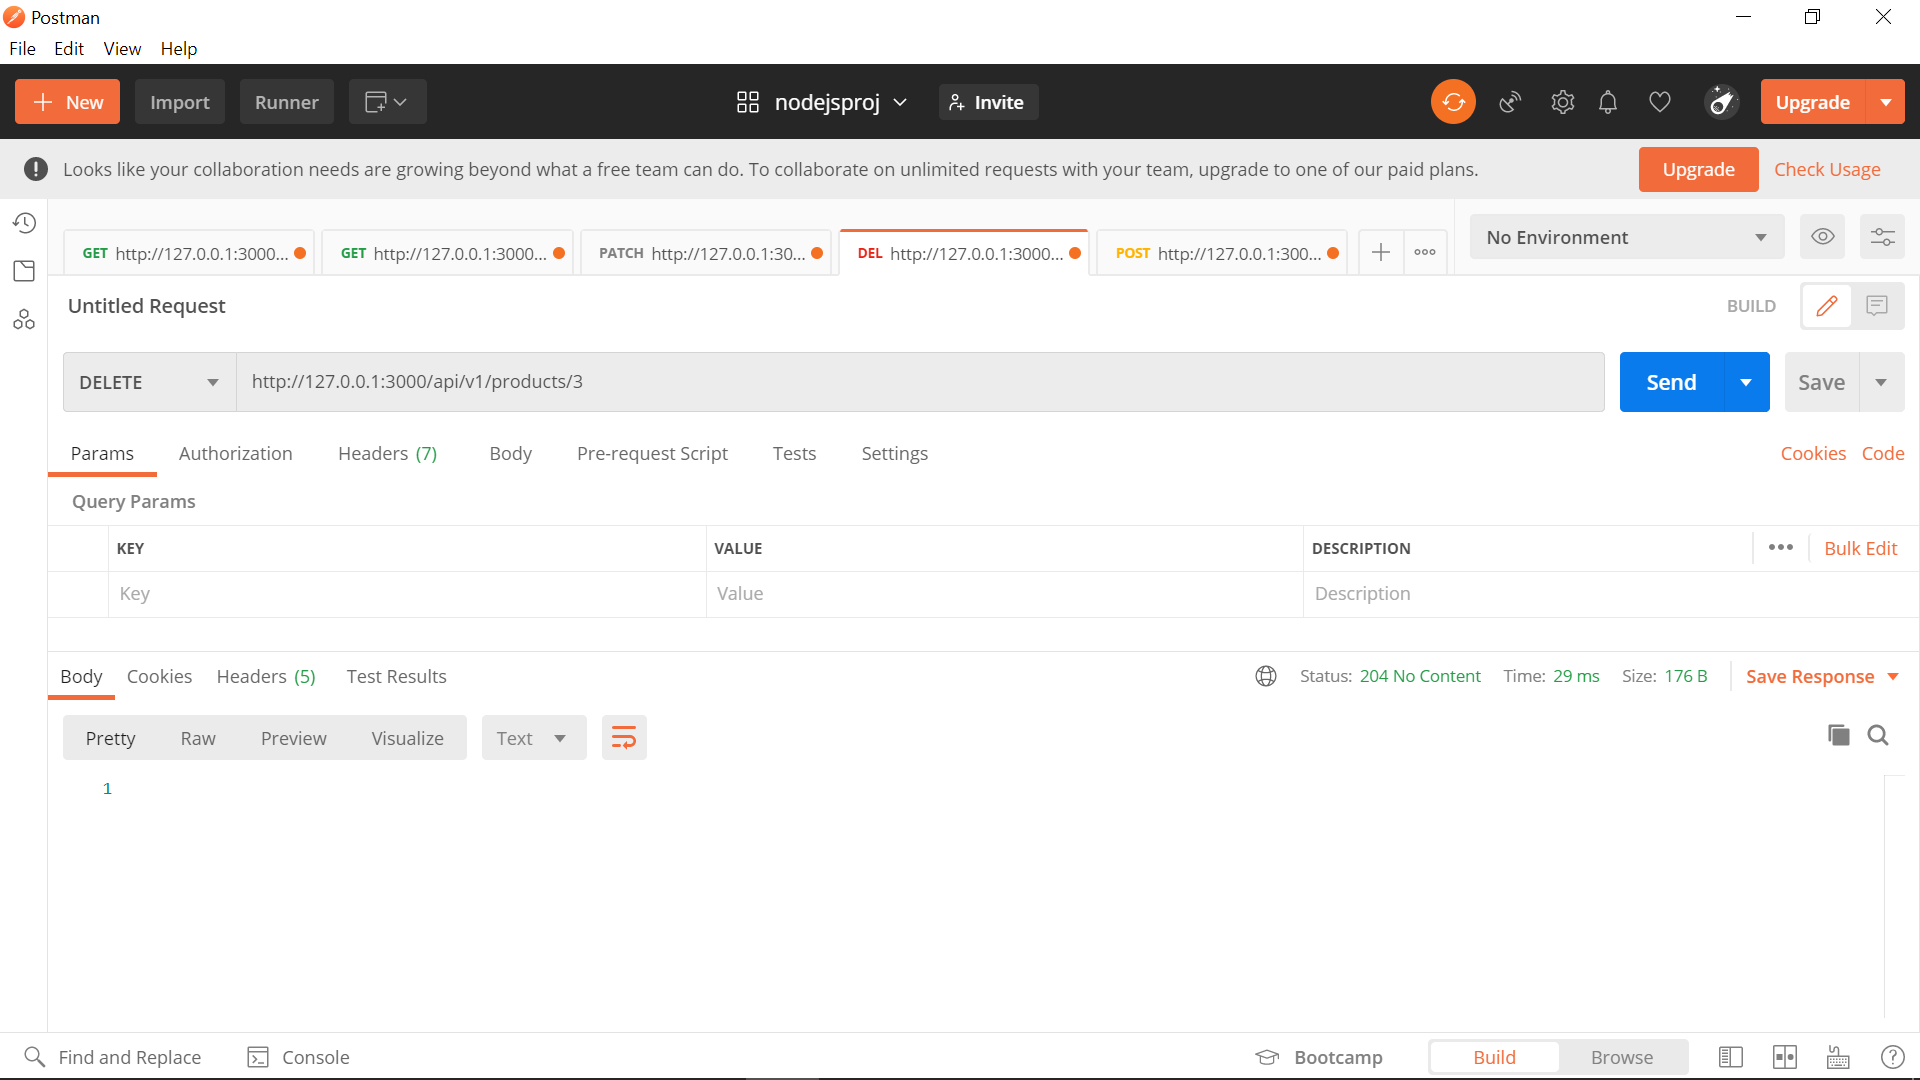 Postman
File Edit View Help
New Import Runner nodejsproj Invite Upgrade
Looks like your collaboration needs are growing beyond what a free team can do. To collaborate on unlimited requests with your team, upgrade to one of our paid plans. Upgrade Check Usage
GET http://127.0.0.1:3000... GET http://127.0.0.1:3000... PATCH http://127.0.0.1:30... DEL http://127.0.0.1:3000... POST http://127.0.0.1:300... No Environment
Untitled Request BUILD
DELETE http://127.0.0.1:3000/api/v1/products/3 Send Save
Params Authorization Headers (7) Body Pre-request Script Tests Settings Cookies Code
Query Params
KEY VALUE DESCRIPTION Bulk Edit
Key Value Description
Body Cookies Headers (5) Test Results Status: 204 No Content Time: 29 ms Size: 176 B Save Response
Pretty Raw Preview Visualize Text
1
Find and Replace Console Bootcamp Build Browse